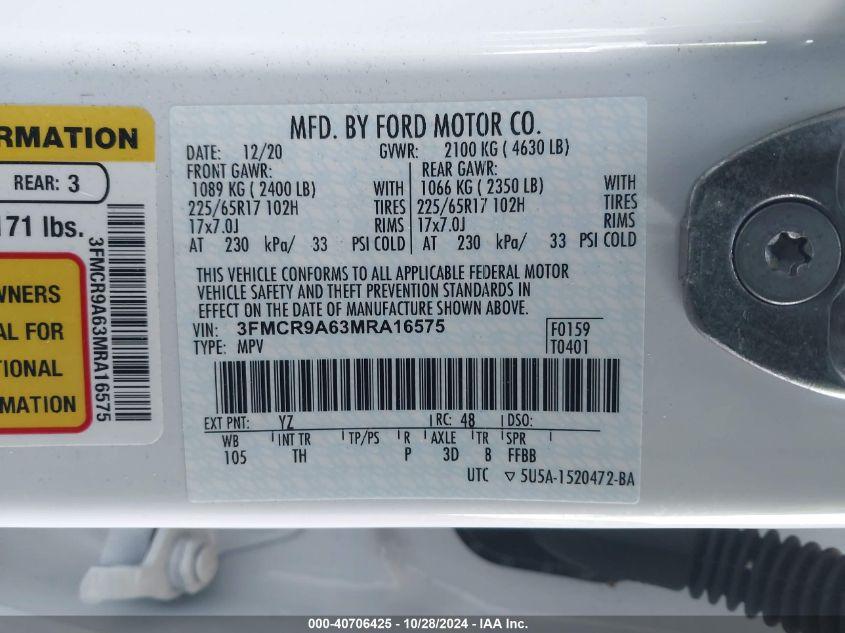 RMATION
REAR: 3
171 lbs.
WNERS
AL FOR
TIONAL
RMATION
3FMCR9A63MRA16575
MFD. BY FORD MOTOR CO.
DATE: 12/20 GVWR: 2100 KG ( 4630 LB)
FRONT GAWR: REAR GAWR:
1089 KG ( 2400 LB) WITH 1066 KG ( 2350 LB) WITH
225/65R17 102H TIRES 225/65R17 102H TIRES
17x7.0J RIMS 17x7.0J RIMS
AT 230 kPa/ 33 PSI COLD AT 230 kPa/ 33 PSI COLD
THIS VEHICLE CONFORMS TO ALL APPLICABLE FEDERAL MOTOR
VEHICLE SAFETY AND THEFT PREVENTION STANDARDS IN
EFFECT ON THE DATE OF MANUFACTURE SHOWN ABOVE.
VIN: 3FMCR9A63MRA16575 F0159
TYPE: MPV T0401
EXT PNT: YZ RC: 48 DSO:
WB INT TR TP/PS R AXLE TR SPR
105 TH P 3D 8 FFBB
UTC ▽ 5U5A-1520472-BA
000-40706425 - 10/28/2024 - Copyright © 2024 - IAA, Inc.